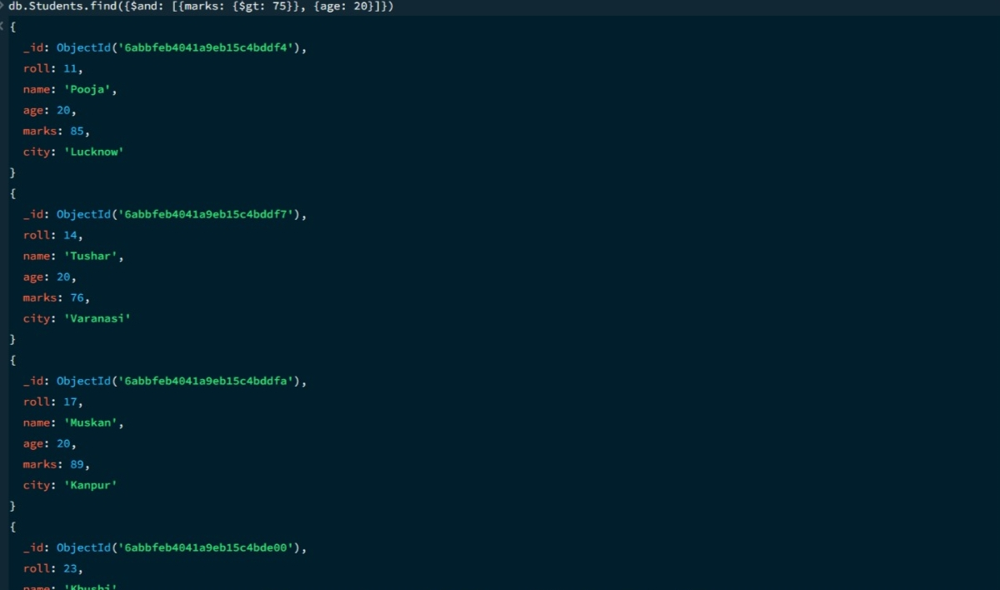 db.Students.find({$and: [{marks: {$gt: 75}}, {age: 20}]})
{
_id: ObjectId('6abbfeb4041a9eb15c4bddf4'),
roll: 11,
name: 'Pooja',
age: 20,
marks: 85,
city: 'Lucknow'
}
{
_id: ObjectId('6abbfeb4041a9eb15c4bddf7'),
roll: 14,
name: 'Tushar',
age: 20,
marks: 76,
city: 'Varanasi'
}
{
_id: ObjectId('6abbfeb4041a9eb15c4bddfa'),
roll: 17,
name: 'Muskan',
age: 20,
marks: 89,
city: 'Kanpur'
}
{
_id: ObjectId('6abbfeb4041a9eb15c4bde00'),
roll: 23,
name: 'Khushi'